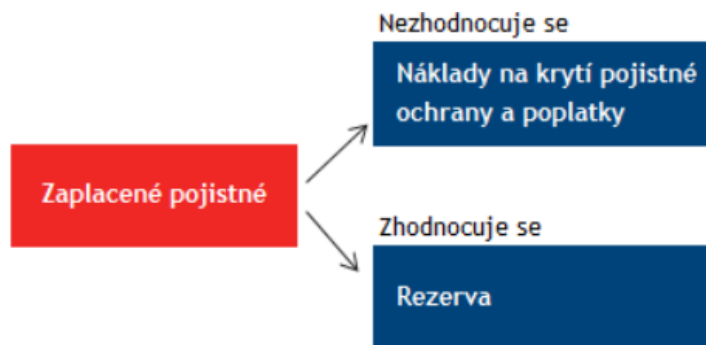 Nezhodnocuje se
Náklady na krytí pojistné
ochrany a poplatky
Zaplacené pojistné
Zhodnocuje se
Rezerva